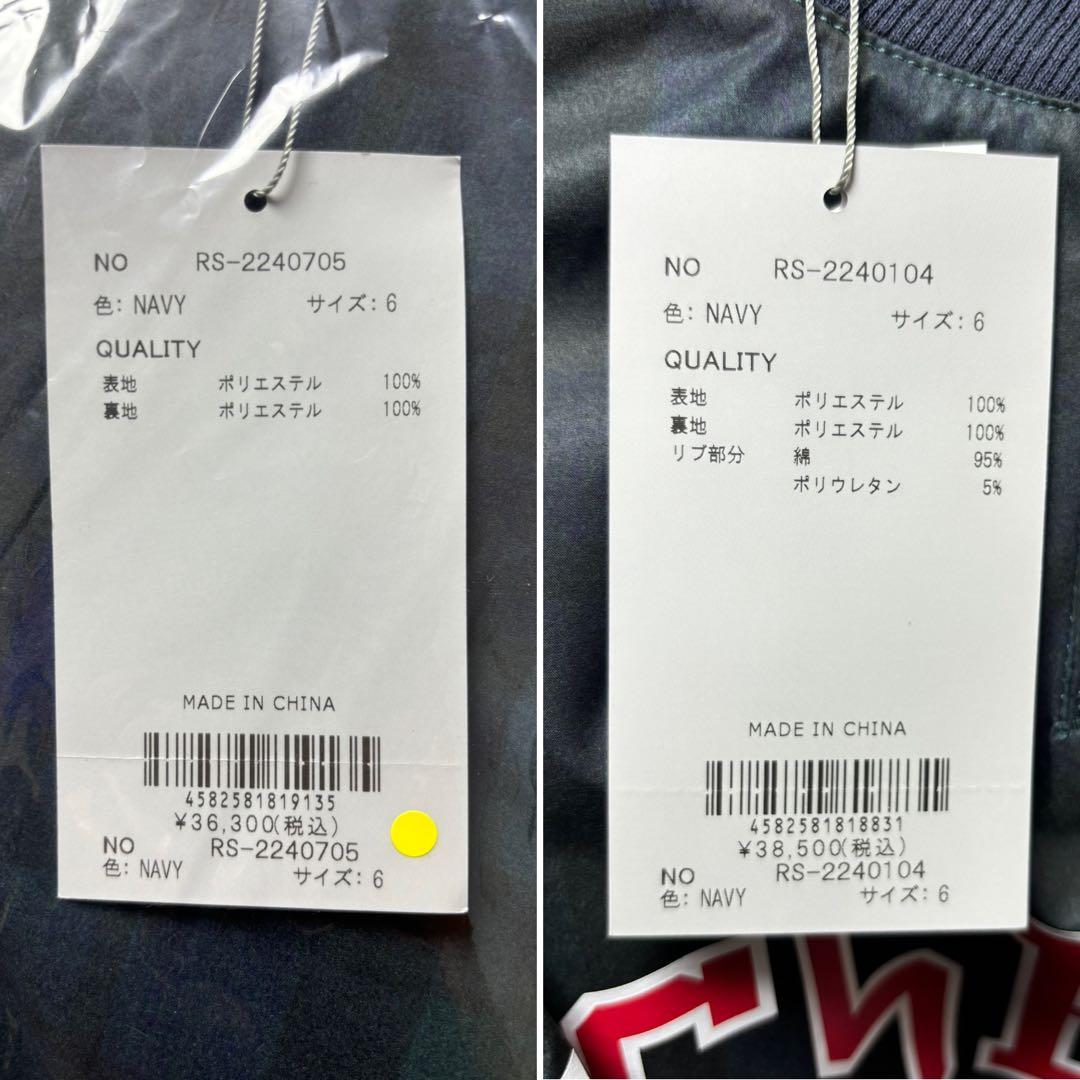 NO RS-2240705
色: NAVY サイズ: 6
QUALITY
表地 ポリエステル 100%
裏地 ポリエステル 100%
MADE IN CHINA
4582581819135
¥36,300(税込)
NO RS-2240705
色: NAVY サイズ: 6
NO RS-2240104
色: NAVY サイズ: 6
QUALITY
表地 ポリエステル 100%
裏地 ポリエステル 100%
リブ部分 綿 95%
ポリウレタン 5%
MADE IN CHINA
4582581818831
¥38,500(税込)
NO RS-2240104
色: NAVY サイズ: 6